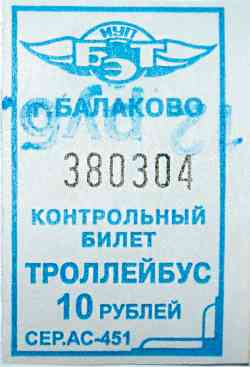 МУП
БЭТ
г. БАЛАКОВО
380304
КОНТРОЛЬНЫЙ
БИЛЕТ
ТРОЛЛЕЙБУС
10 РУБЛЕЙ
СЕР.АС-451